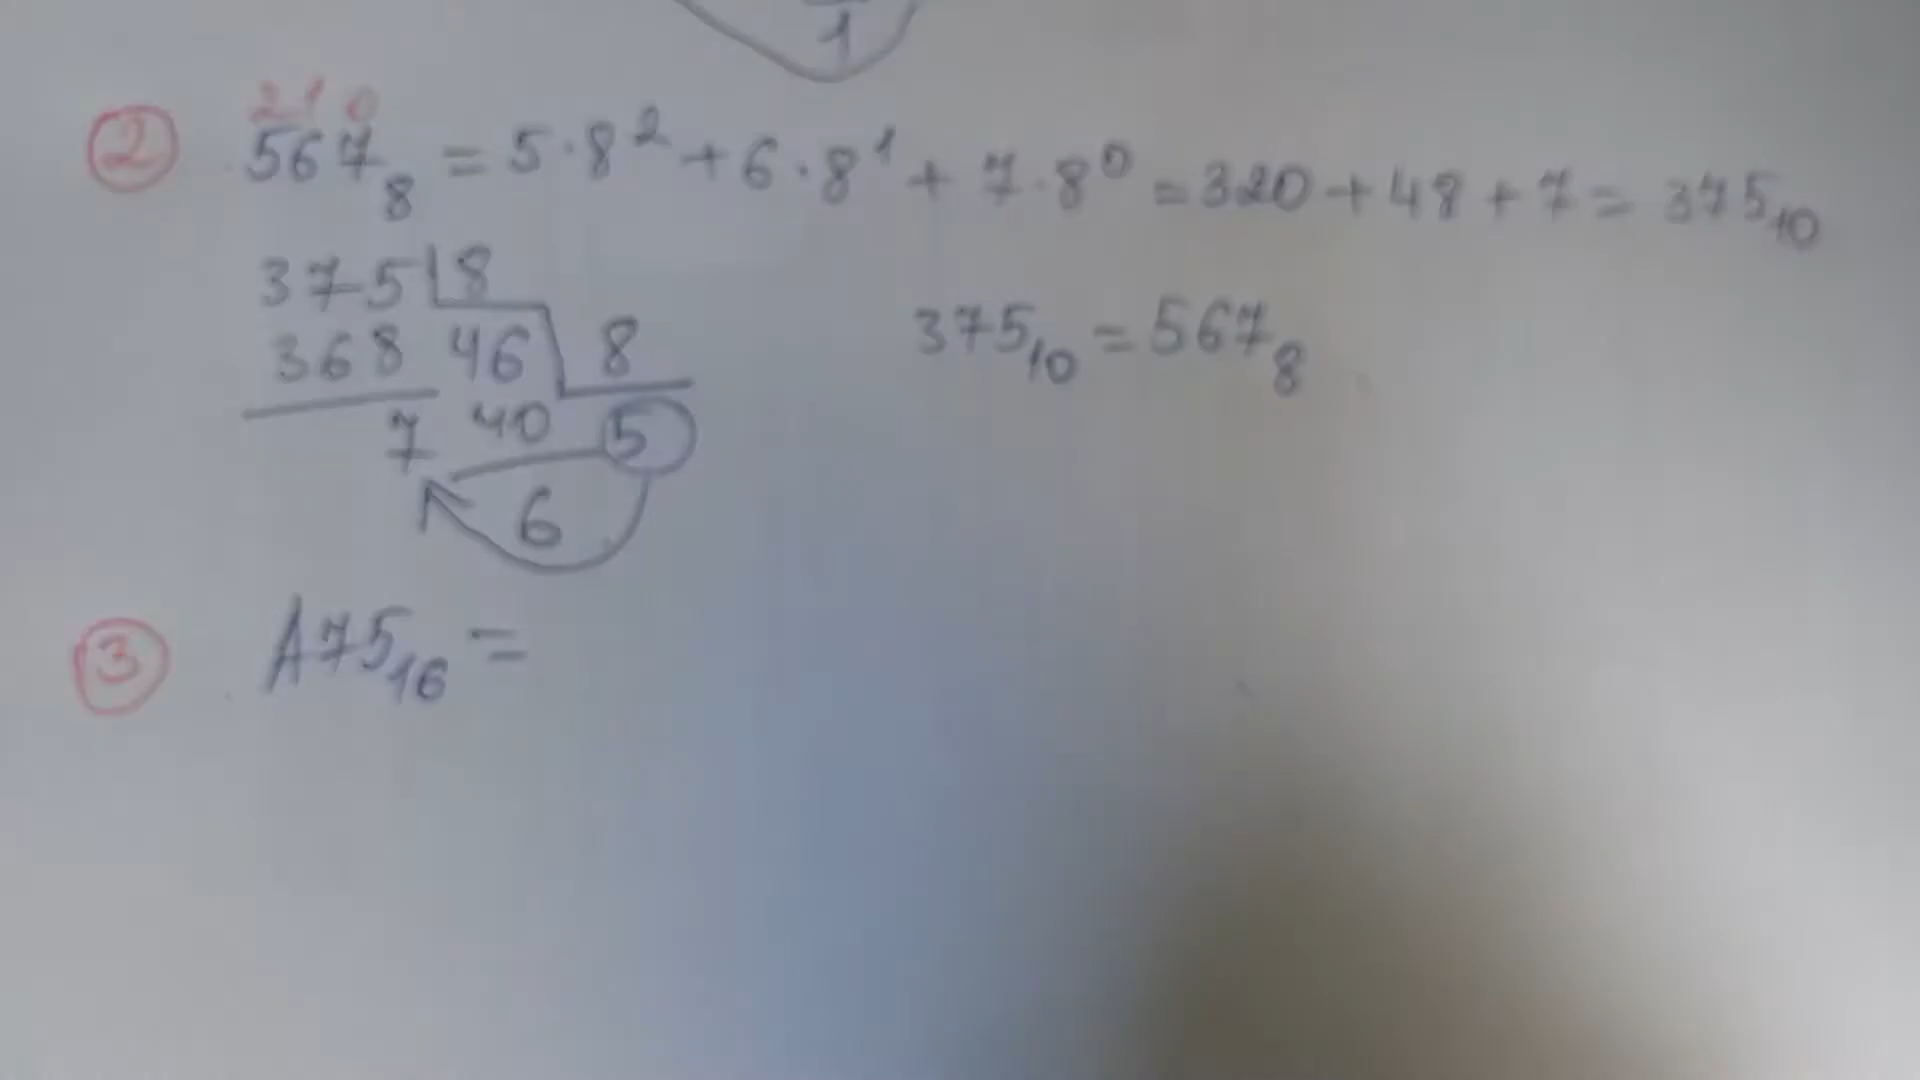 1
2 1 0
② 567₈ = 5·8² + 6·8¹ + 7·8⁰ = 320 + 48 + 7 = 375₁₀
375 8
368 46 8
7 40 5
6
375₁₀ = 567₈
③ A75₁₆ =